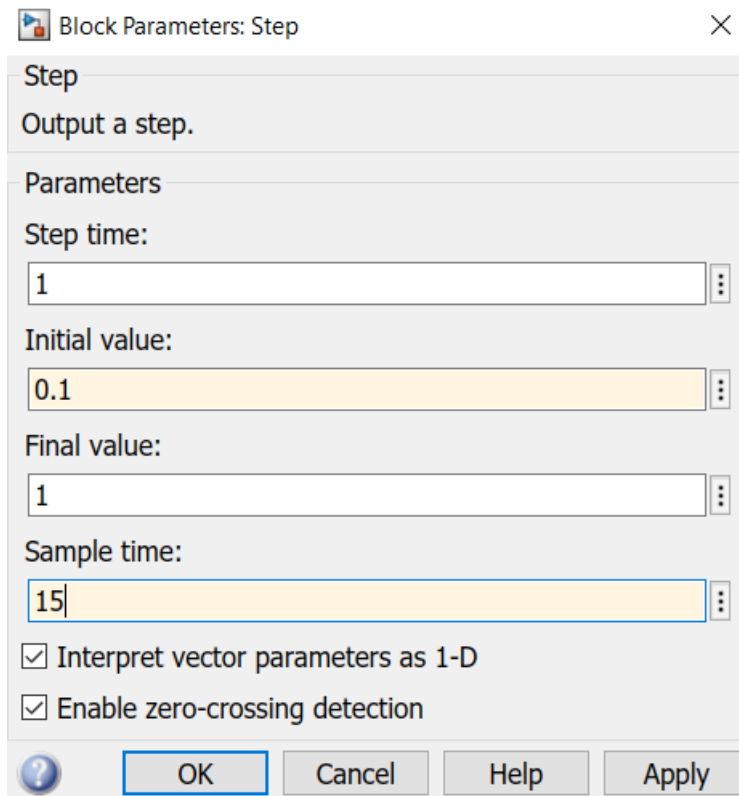 Block Parameters: Step
Step
Output a step.
Parameters
Step time:
1
Initial value:
0.1
Final value:
1
Sample time:
15
Interpret vector parameters as 1-D
Enable zero-crossing detection
? OK Cancel Help Apply